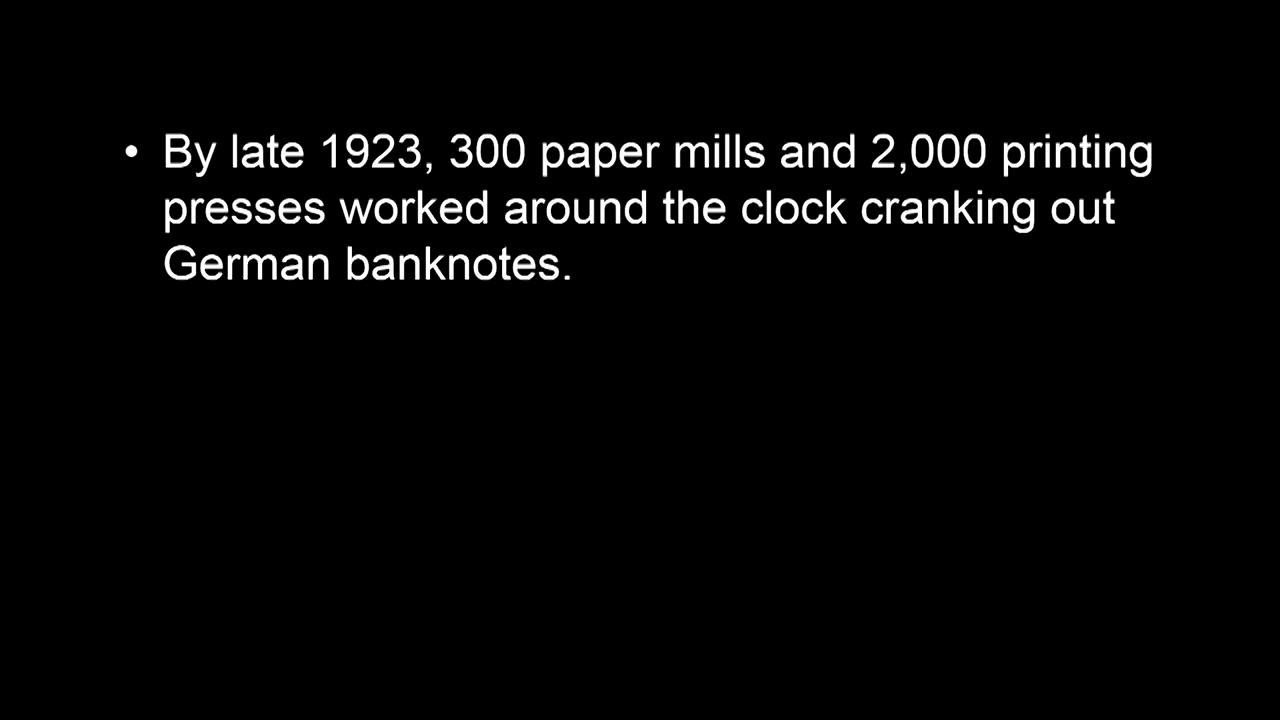 • By late 1923, 300 paper mills and 2,000 printing
presses worked around the clock cranking out
German banknotes.